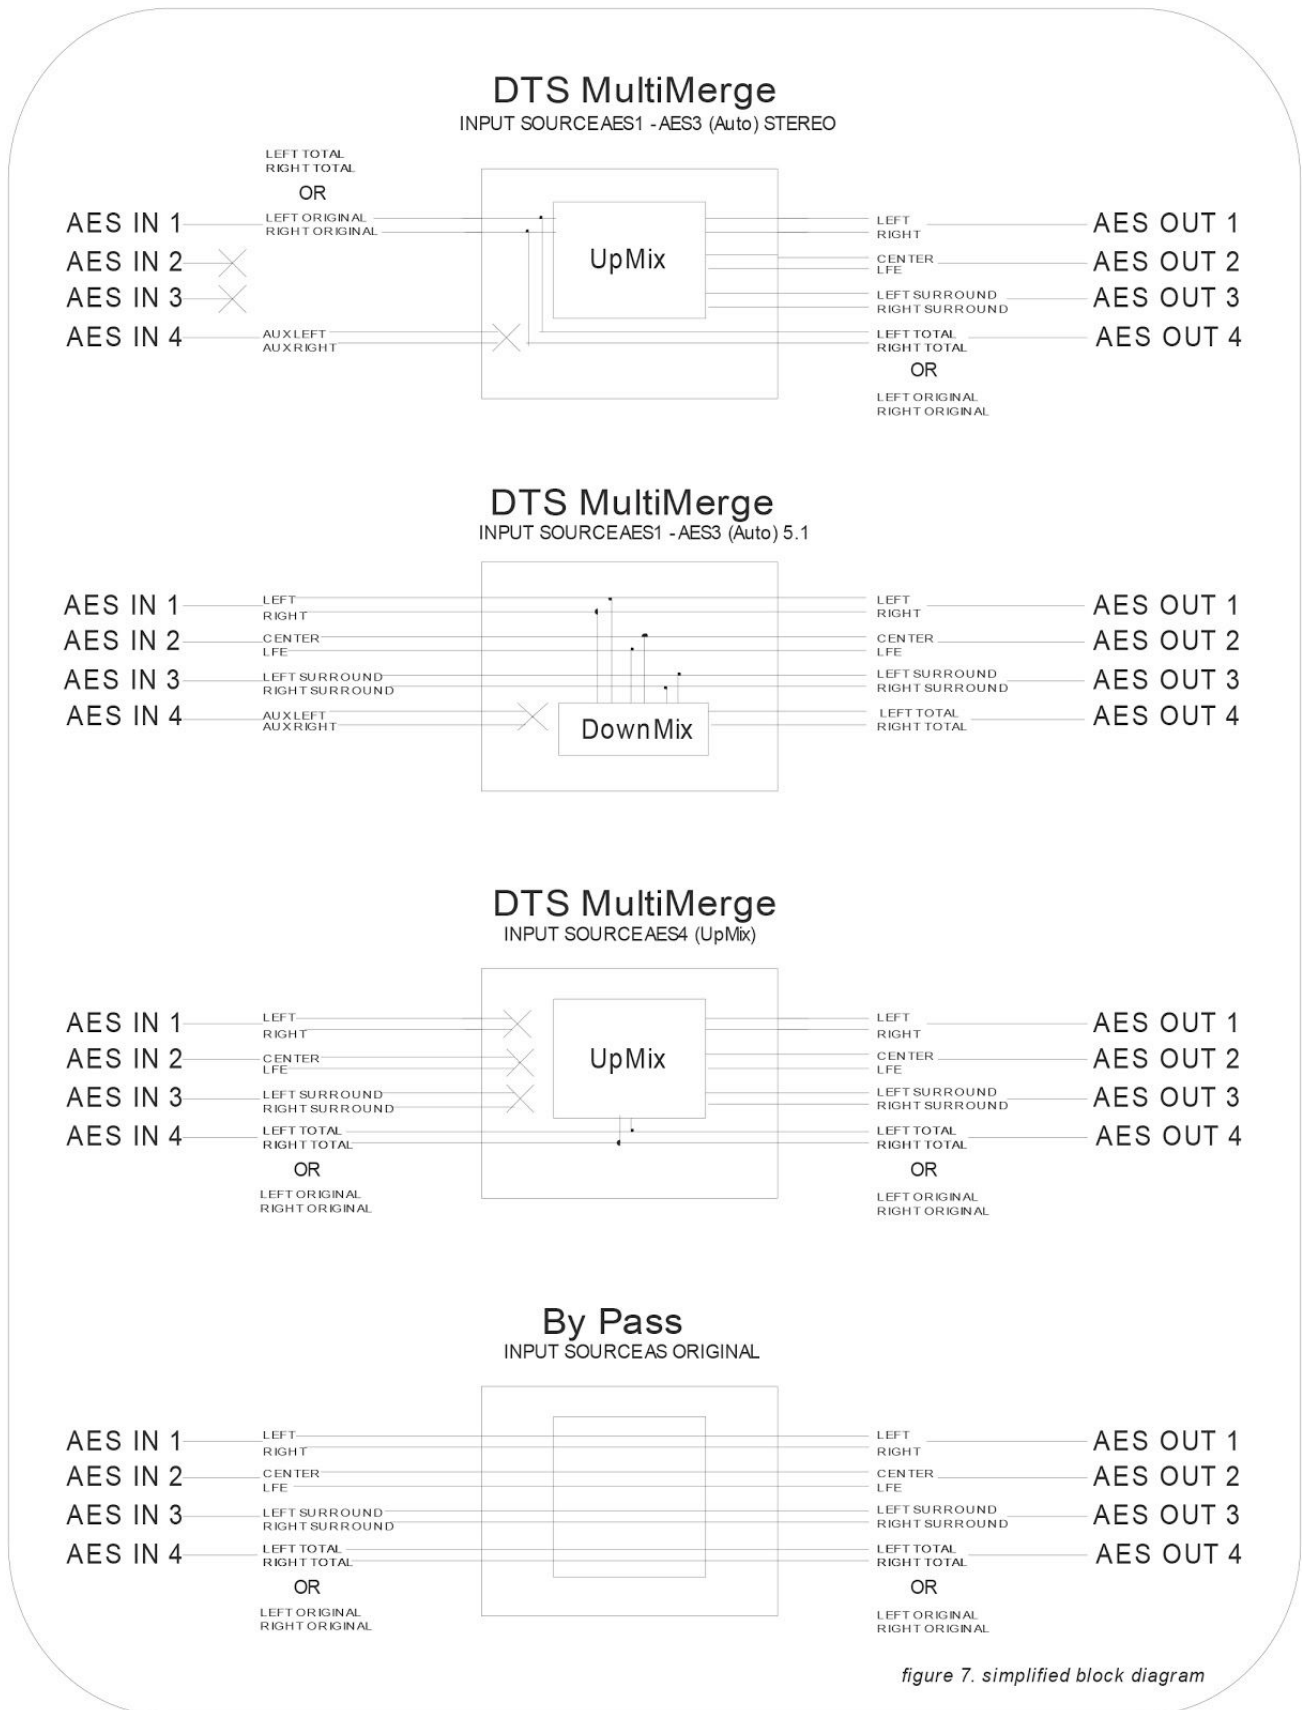 DTS MultiMerge
INPUT SOURCEAES1 - AES3 (Auto) STEREO
LEFT TOTAL
RIGHT TOTAL
OR
AES IN 1
LEFT ORIGINAL
RIGHT ORIGINAL
UpMix
LEFT
RIGHT
AES OUT 1
AES IN 2
CENTER
LFE
AES OUT 2
AES IN 3
LEFT SURROUND
RIGHT SURROUND
AES OUT 3
AES IN 4
AUX LEFT
AUX RIGHT
LEFT TOTAL
RIGHT TOTAL
AES OUT 4
OR
LEFT ORIGINAL
RIGHT ORIGINAL
DTS MultiMerge
INPUT SOURCEAES1 - AES3 (Auto) 5.1
AES IN 1
LEFT
RIGHT
LEFT
RIGHT
AES OUT 1
AES IN 2
CENTER
LFE
CENTER
LFE
AES OUT 2
AES IN 3
LEFT SURROUND
RIGHT SURROUND
LEFT SURROUND
RIGHT SURROUND
AES OUT 3
AES IN 4
AUX LEFT
AUX RIGHT
DownMix
LEFT TOTAL
RIGHT TOTAL
AES OUT 4
DTS MultiMerge
INPUT SOURCEAES4 (UpMix)
AES IN 1
LEFT
RIGHT
LEFT
RIGHT
AES OUT 1
AES IN 2
CENTER
LFE
UpMix
CENTER
LFE
AES OUT 2
AES IN 3
LEFT SURROUND
RIGHT SURROUND
LEFT SURROUND
RIGHT SURROUND
AES OUT 3
AES IN 4
LEFT TOTAL
RIGHT TOTAL
LEFT TOTAL
RIGHT TOTAL
AES OUT 4
OR
OR
LEFT ORIGINAL
RIGHT ORIGINAL
LEFT ORIGINAL
RIGHT ORIGINAL
By Pass
INPUT SOURCEAS ORIGINAL
AES IN 1
LEFT
RIGHT
LEFT
RIGHT
AES OUT 1
AES IN 2
CENTER
LFE
CENTER
LFE
AES OUT 2
AES IN 3
LEFT SURROUND
RIGHT SURROUND
LEFT SURROUND
RIGHT SURROUND
AES OUT 3
AES IN 4
LEFT TOTAL
RIGHT TOTAL
LEFT TOTAL
RIGHT TOTAL
AES OUT 4
OR
OR
LEFT ORIGINAL
RIGHT ORIGINAL
LEFT ORIGINAL
RIGHT ORIGINAL
figure 7. simplified block diagram